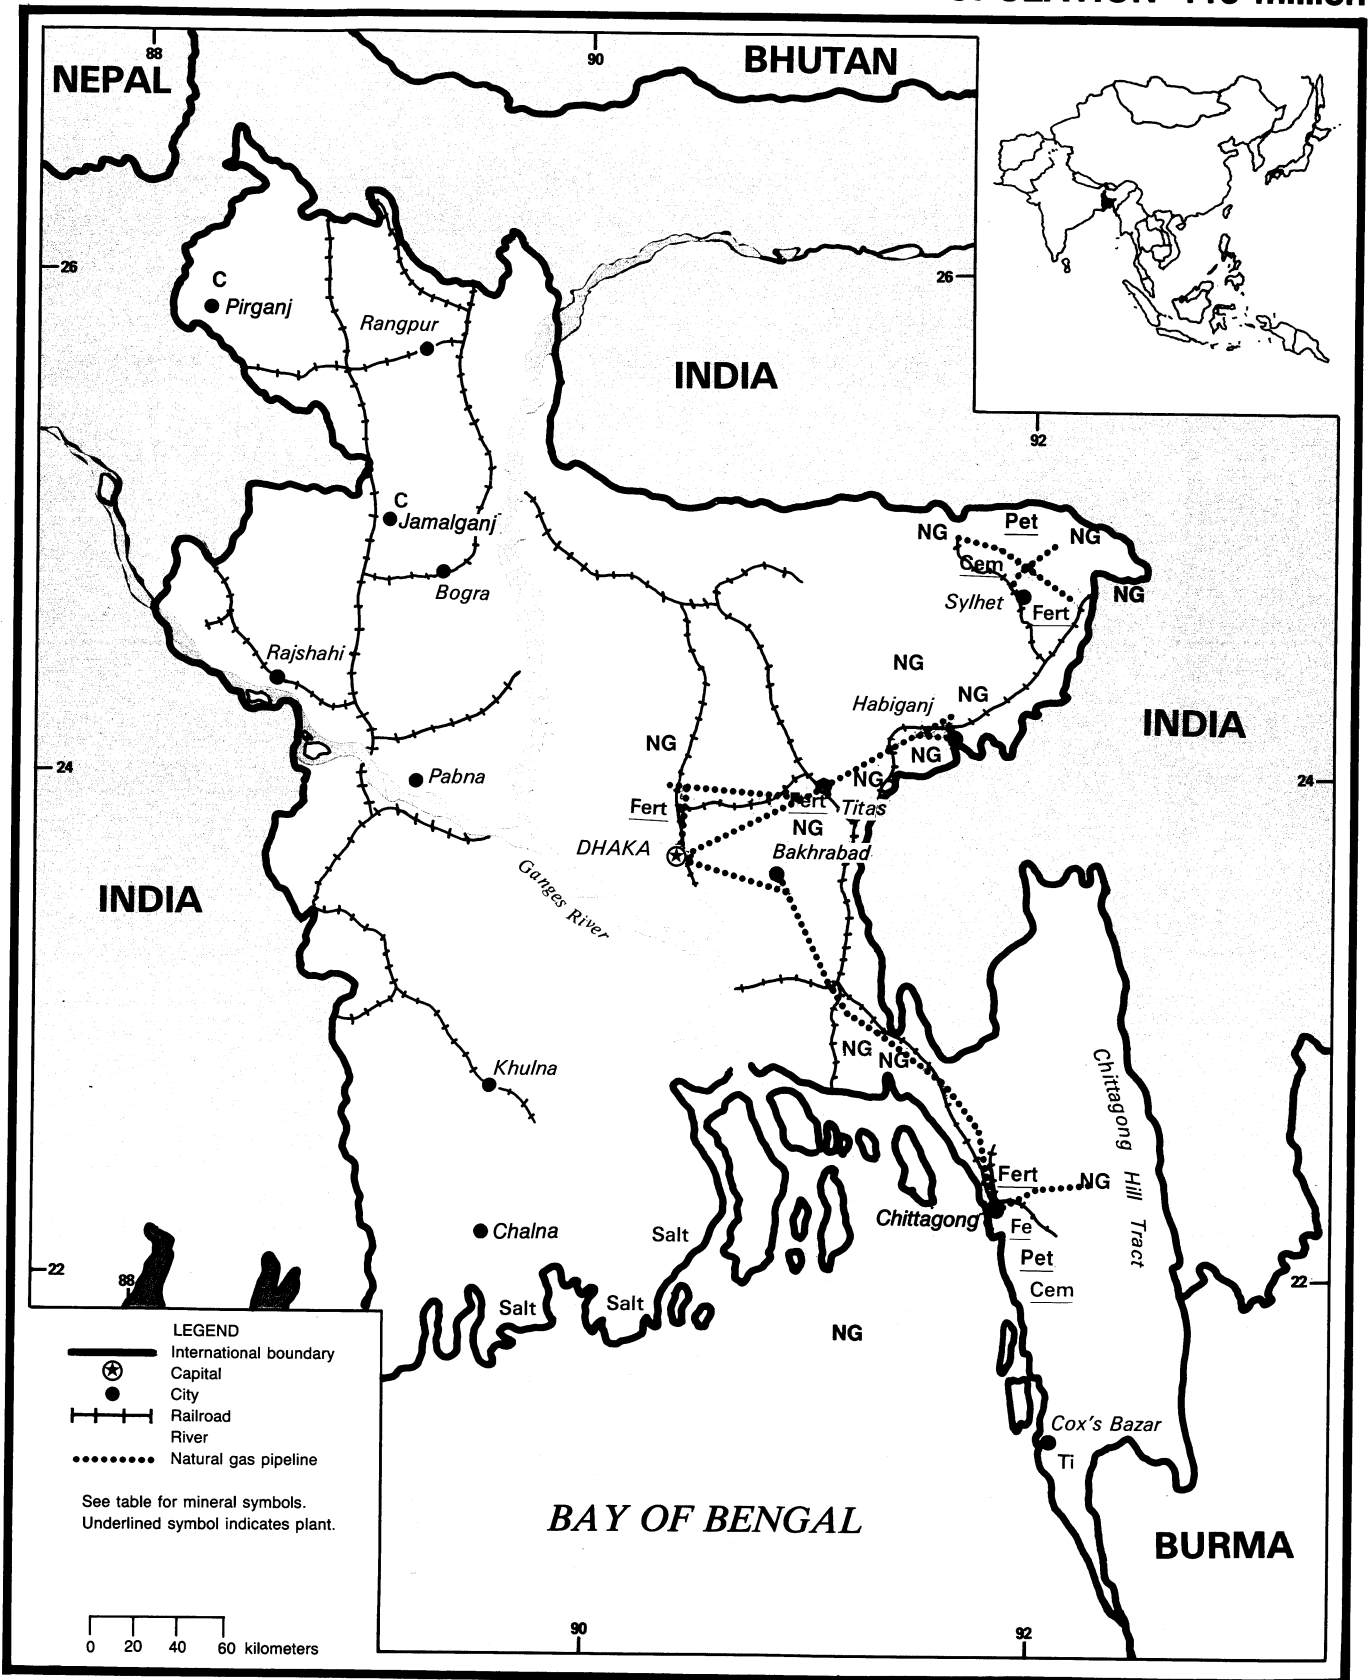 88
90
NEPAL
BHUTAN
26
26
C
Pirganj
Rangpur
INDIA
92
C
Jamalganj
NG
Pet
NG
Cem
Bogra
Sylhet
Fert
NG
Rajshahi
NG
Habiganj
NG
INDIA
NG
NG
24
Pabna
NG
24
Fert
Fert
Titas
NG
DHAKA
Bakhrabad
INDIA
Ganges River
NG
NG
Khulna
Chittagong Hill Tract
Fert
NG
Chittagong
Fe
Chalna
Salt
Pet
22
88
Cem
22
Salt
Salt
NG
LEGEND
International boundary
Capital
City
Railroad
River
Natural gas pipeline
Cox's Bazar
Ti
See table for mineral symbols.
Underlined symbol indicates plant.
BAY OF BENGAL
BURMA
90
92
0 20 40 60 kilometers